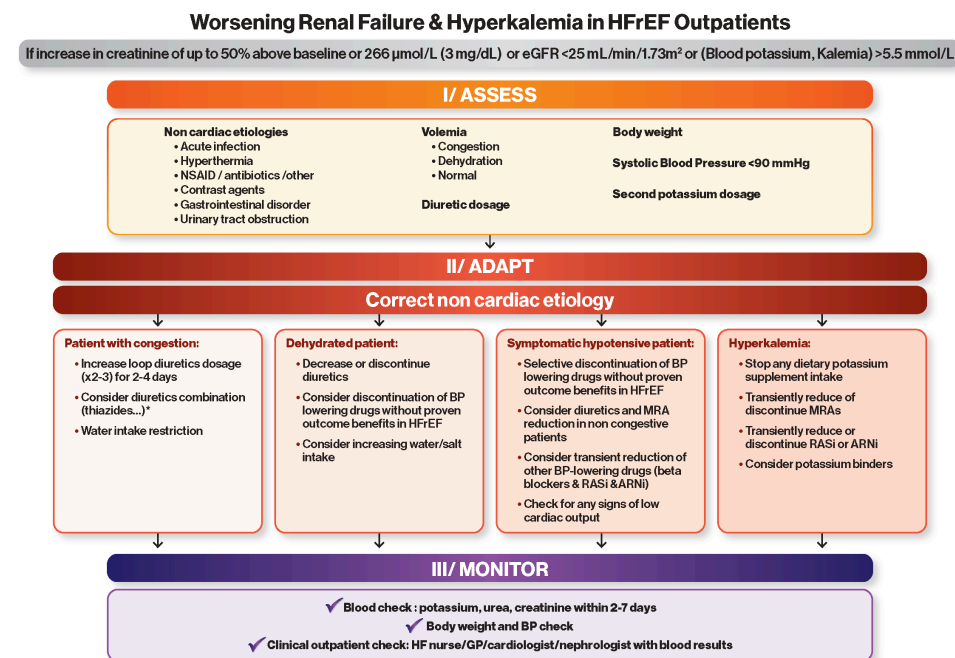 Worsening Renal Failure & Hyperkalemia in HFrEF Outpatients
If increase in creatinine of up to 50% above baseline or 266 µmol/L (3 mg/dL) or eGFR <25 mL/min/1.73m² or (Blood potassium, Kalemia) >5.5 mmol/L
I/ ASSESS
Non cardiac etiologies
• Acute infection
• Hyperthermia
• NSAID / antibiotics /other
• Contrast agents
• Gastrointestinal disorder
• Urinary tract obstruction
Volemia
• Congestion
• Dehydration
• Normal
Diuretic dosage
Body weight
Systolic Blood Pressure <90 mmHg
Second potassium dosage
II/ ADAPT
Correct non cardiac etiology
Patient with congestion:
• Increase loop diuretics dosage
(x2-3) for 2-4 days
• Consider diuretics combination
(thiazides...)*
• Water intake restriction
Dehydrated patient:
• Decrease or discontinue
diuretics
• Consider discontinuation of BP
lowering drugs without proven
outcome benefits in HFrEF
• Consider increasing water/salt
intake
Symptomatic hypotensive patient:
• Selective discontinuation of BP
lowering drugs without proven
outcome benefits in HFrEF
• Consider diuretics and MRA
reduction in non congestive
patients
• Consider transient reduction of
other BP-lowering drugs (beta
blockers & RASi &ARNi)
• Check for any signs of low
cardiac output
Hyperkalemia:
• Stop any dietary potassium
supplement intake
• Transiently reduce of
discontinue MRAs
• Transiently reduce or
discontinue RASi or ARNi
• Consider potassium binders
III/ MONITOR
✓ Blood check : potassium, urea, creatinine within 2-7 days
✓ Body weight and BP check
✓ Clinical outpatient check: HF nurse/GP/cardiologist/nephrologist with blood results